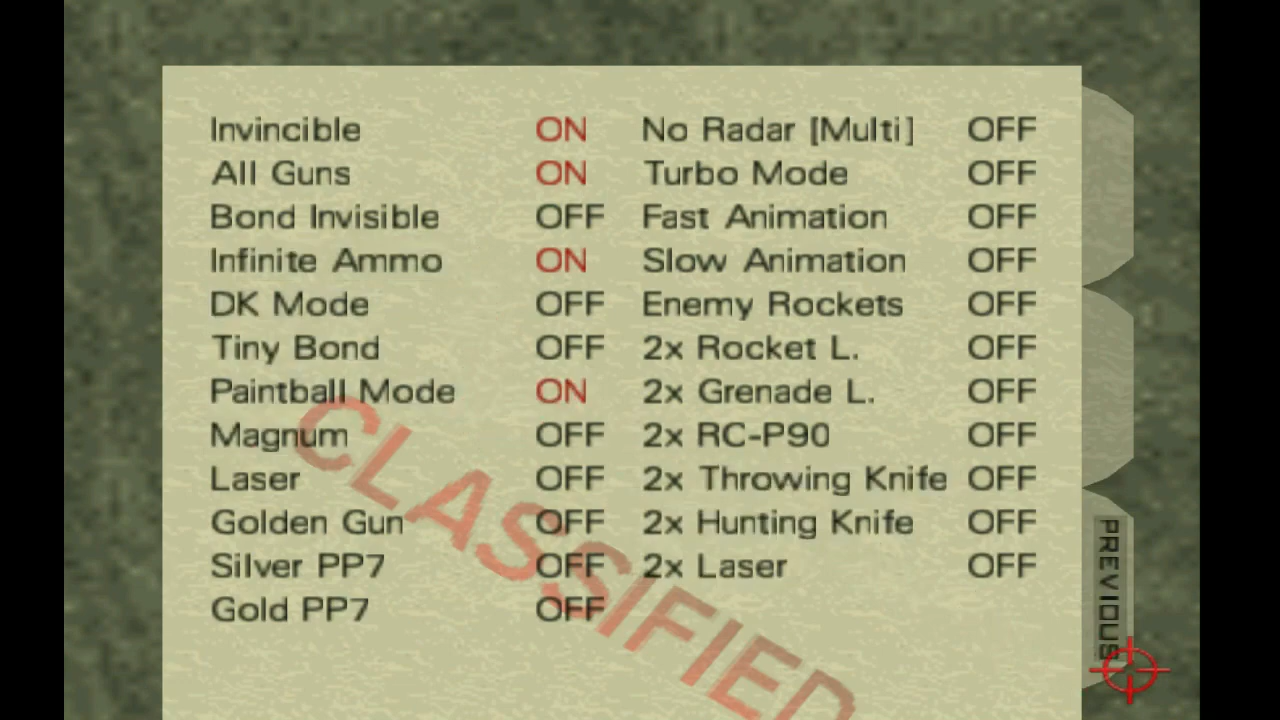 Invincible ON No Radar [Multi] OFF
All Guns ON Turbo Mode OFF
Bond Invisible OFF Fast Animation OFF
Infinite Ammo ON Slow Animation OFF
DK Mode OFF Enemy Rockets OFF
Tiny Bond OFF 2x Rocket L. OFF
Paintball Mode ON 2x Grenade L. OFF
Magnum OFF 2x RC-P90 OFF
Laser OFF 2x Throwing Knife OFF
Golden Gun OFF 2x Hunting Knife OFF
Silver PP7 OFF 2x Laser OFF
Gold PP7 OFF
CLASSIFIED
PREVIOUS